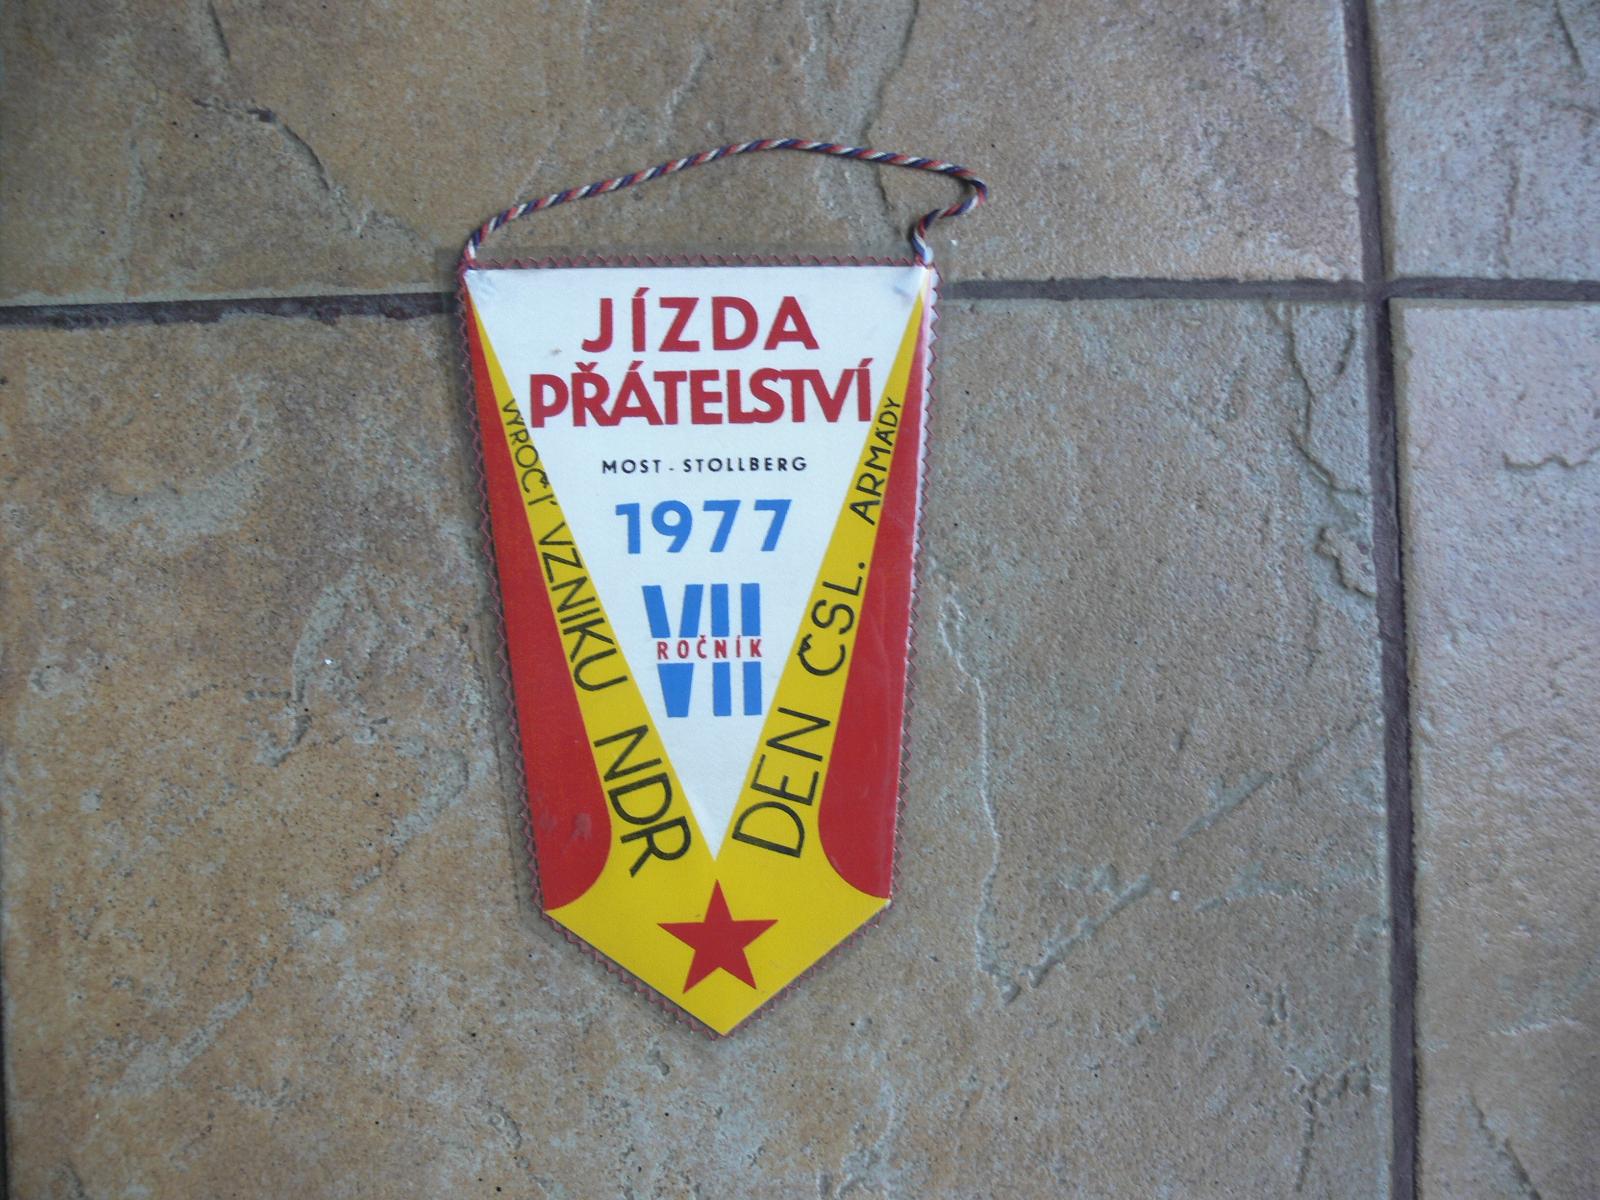 JÍZDA
PŘÁTELSTVÍ
MOST - STOLLBERG
1977
VII
ROČNÍK
VÝROČÍ VZNIKU NDR
DEN ČSL. ARMÁDY